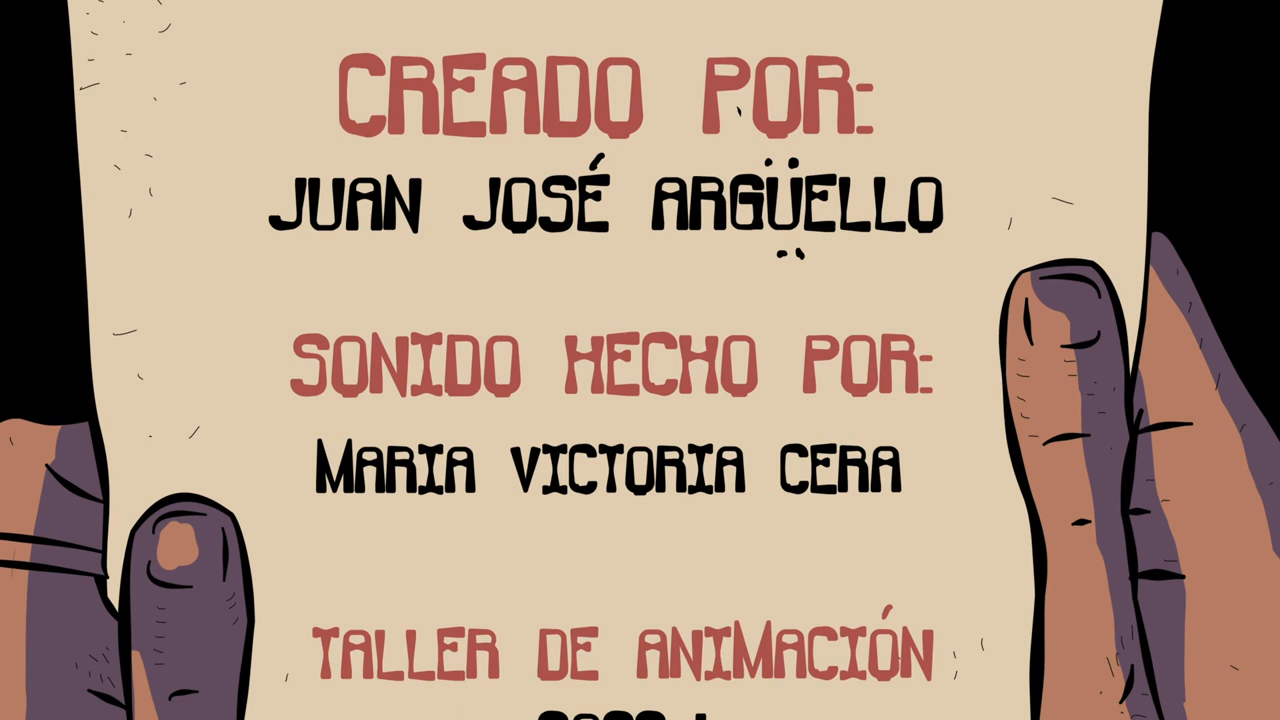 CREADO POR:
JUAN JOSÉ ARGÜELLO
SONIDO HECHO POR:
MARIA VICTORIA CERA
TALLER DE ANIMACIÓN